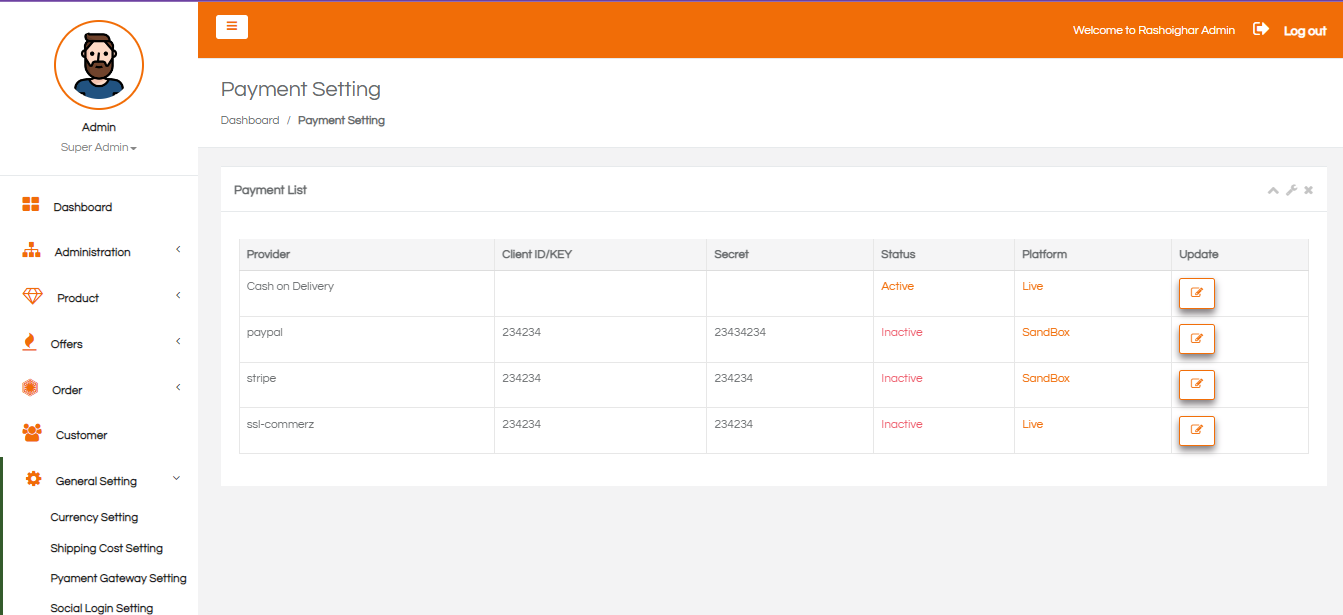 Welcome to Rashoighar Admin Log out
Admin
Super Admin
Dashboard
Administration
Product
Offers
Order
Customer
General Setting
Currency Setting
Shipping Cost Setting
Pyament Gateway Setting
Social Login Setting
Payment Setting
Dashboard / Payment Setting
Payment List
Provider Client ID/KEY Secret Status Platform Update
Cash on Delivery Active Live
paypal 234234 23434234 Inactive SandBox
stripe 234234 234234 Inactive SandBox
ssl-commerz 234234 234234 Inactive Live